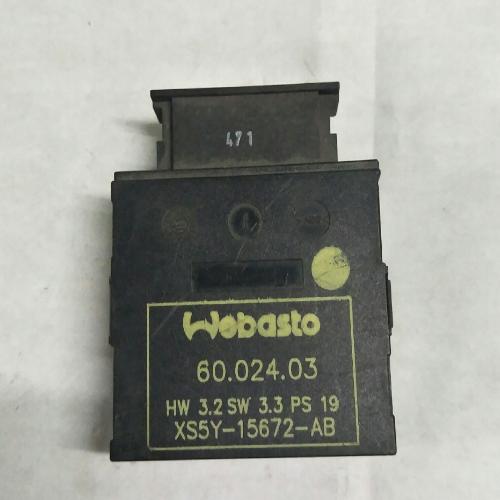 471
Webasto
60.024.03
HW 3.2 SW 3.3 PS 19
XS5Y-15672-AB